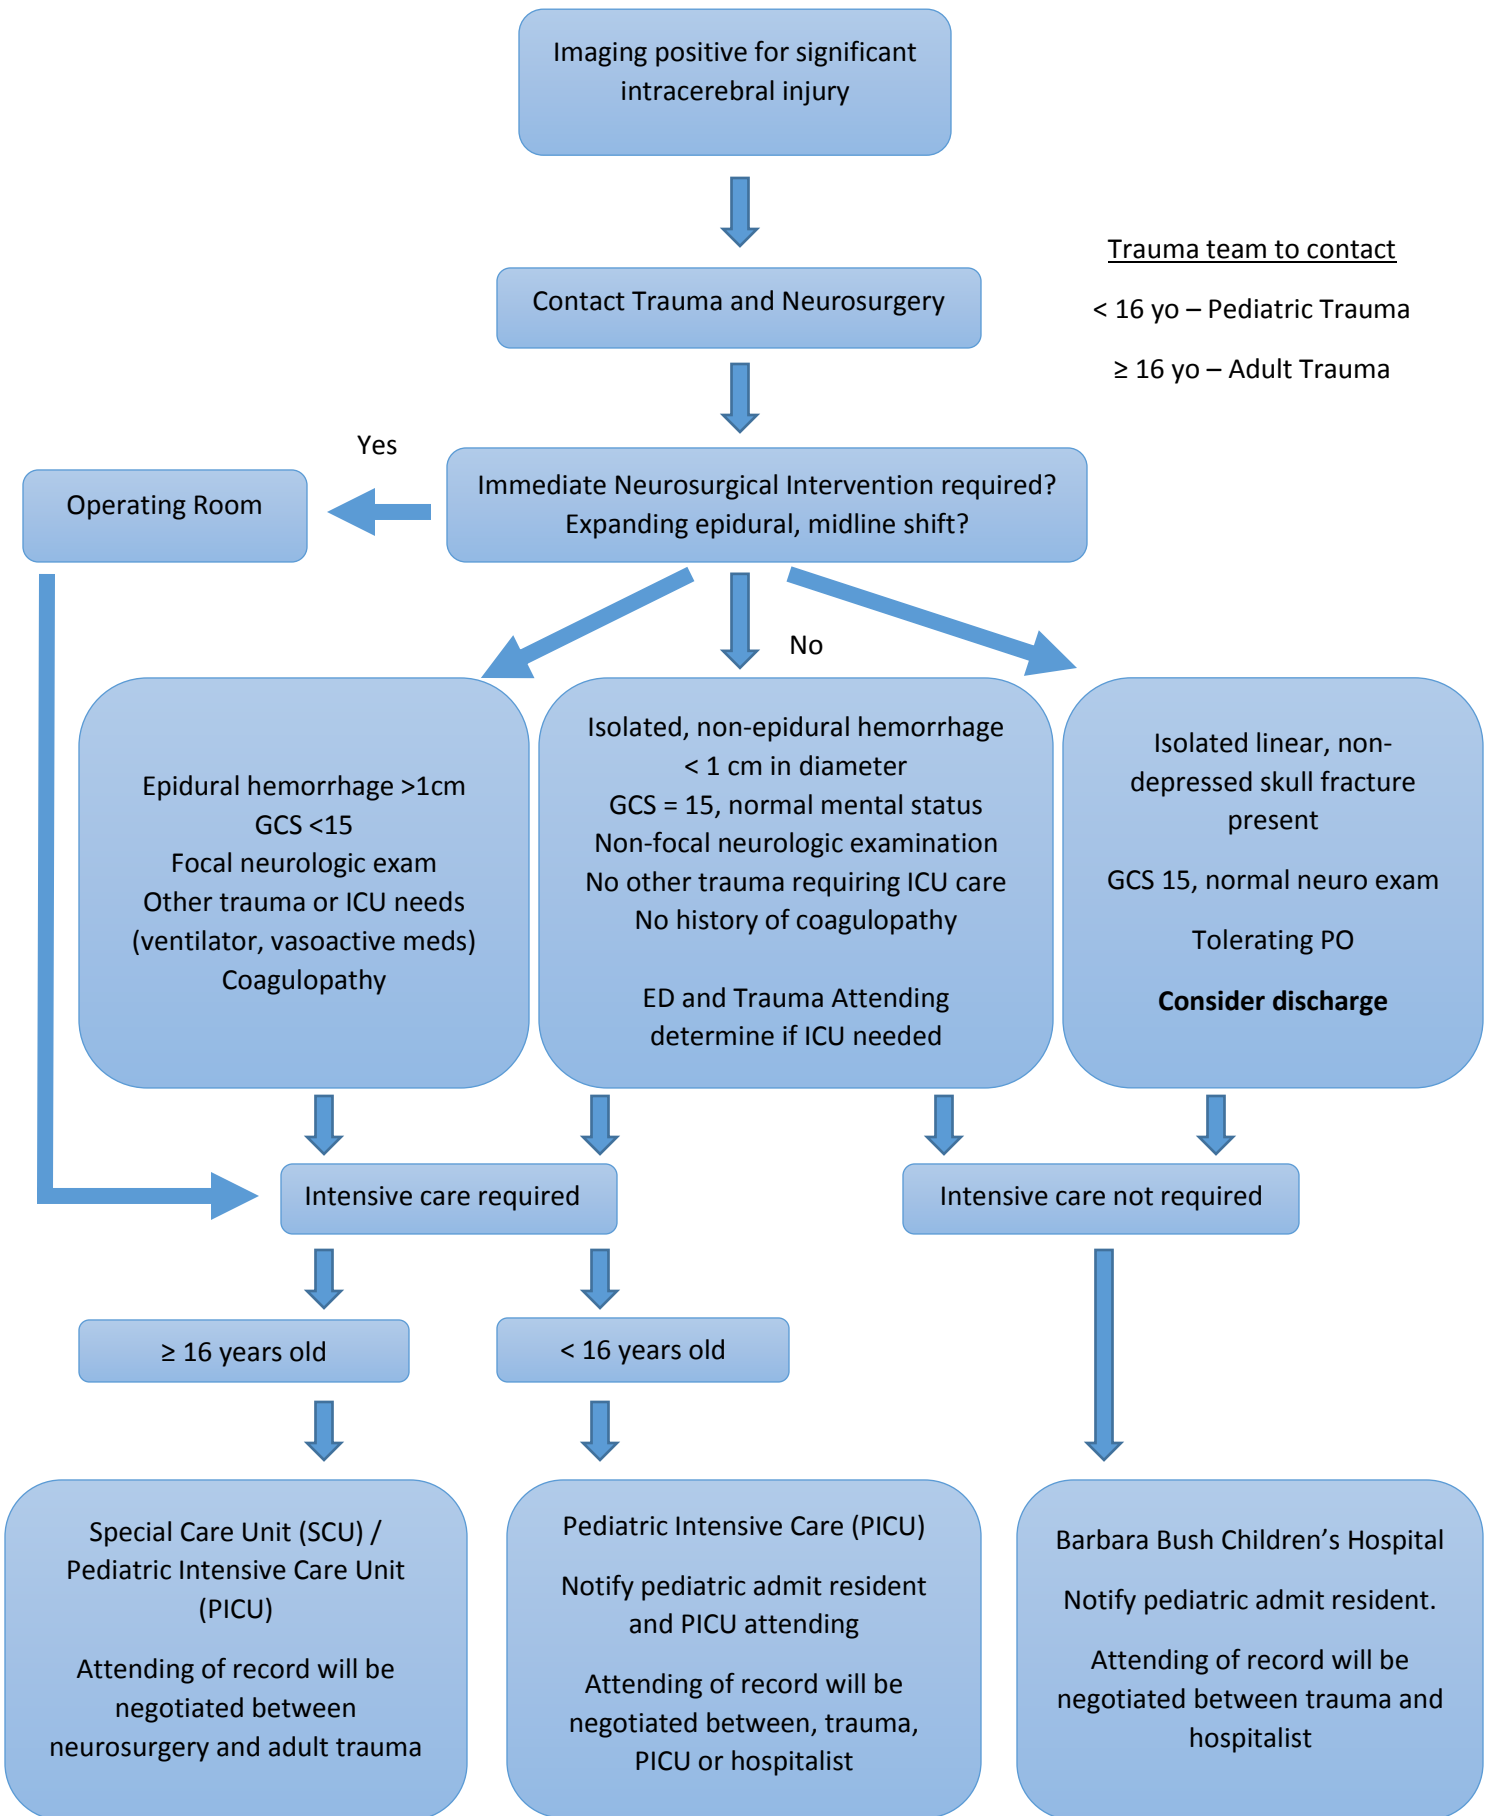 Imaging positive for significant
intracerebral injury
Trauma team to contact
< 16 yo – Pediatric Trauma
≥ 16 yo – Adult Trauma
Contact Trauma and Neurosurgery
Yes
Operating Room
Immediate Neurosurgical Intervention required?
Expanding epidural, midline shift?
No
Epidural hemorrhage >1cm
GCS <15
Focal neurologic exam
Other trauma or ICU needs
(ventilator, vasoactive meds)
Coagulopathy
Isolated, non-epidural hemorrhage
< 1 cm in diameter
GCS = 15, normal mental status
Non-focal neurologic examination
No other trauma requiring ICU care
No history of coagulopathy
ED and Trauma Attending
determine if ICU needed
Isolated linear, non-
depressed skull fracture
present
GCS 15, normal neuro exam
Tolerating PO
Consider discharge
Intensive care required
Intensive care not required
≥ 16 years old
< 16 years old
Special Care Unit (SCU) /
Pediatric Intensive Care Unit
(PICU)
Attending of record will be
negotiated between
neurosurgery and adult trauma
Pediatric Intensive Care (PICU)
Notify pediatric admit resident
and PICU attending
Attending of record will be
negotiated between, trauma,
PICU or hospitalist
Barbara Bush Children’s Hospital
Notify pediatric admit resident.
Attending of record will be
negotiated between trauma and
hospitalist